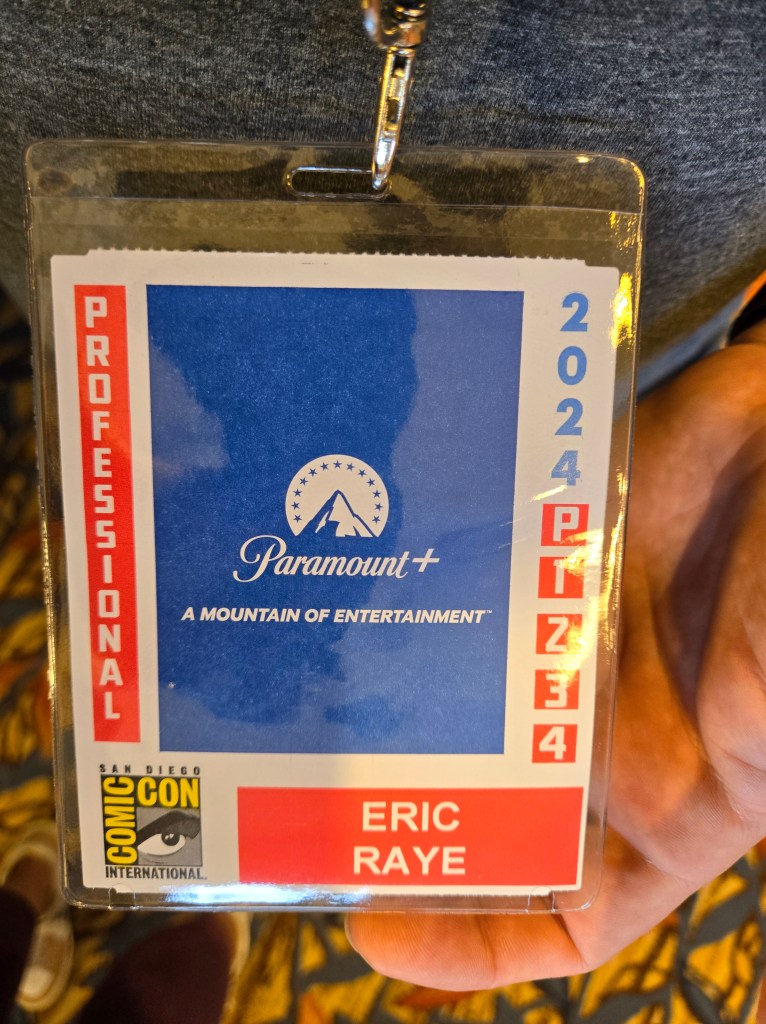 PROFESSIONAL
2024
P1234
Paramount+
A MOUNTAIN OF ENTERTAINMENT™
SAN DIEGO
COMIC CON
INTERNATIONAL.
ERIC
RAYE